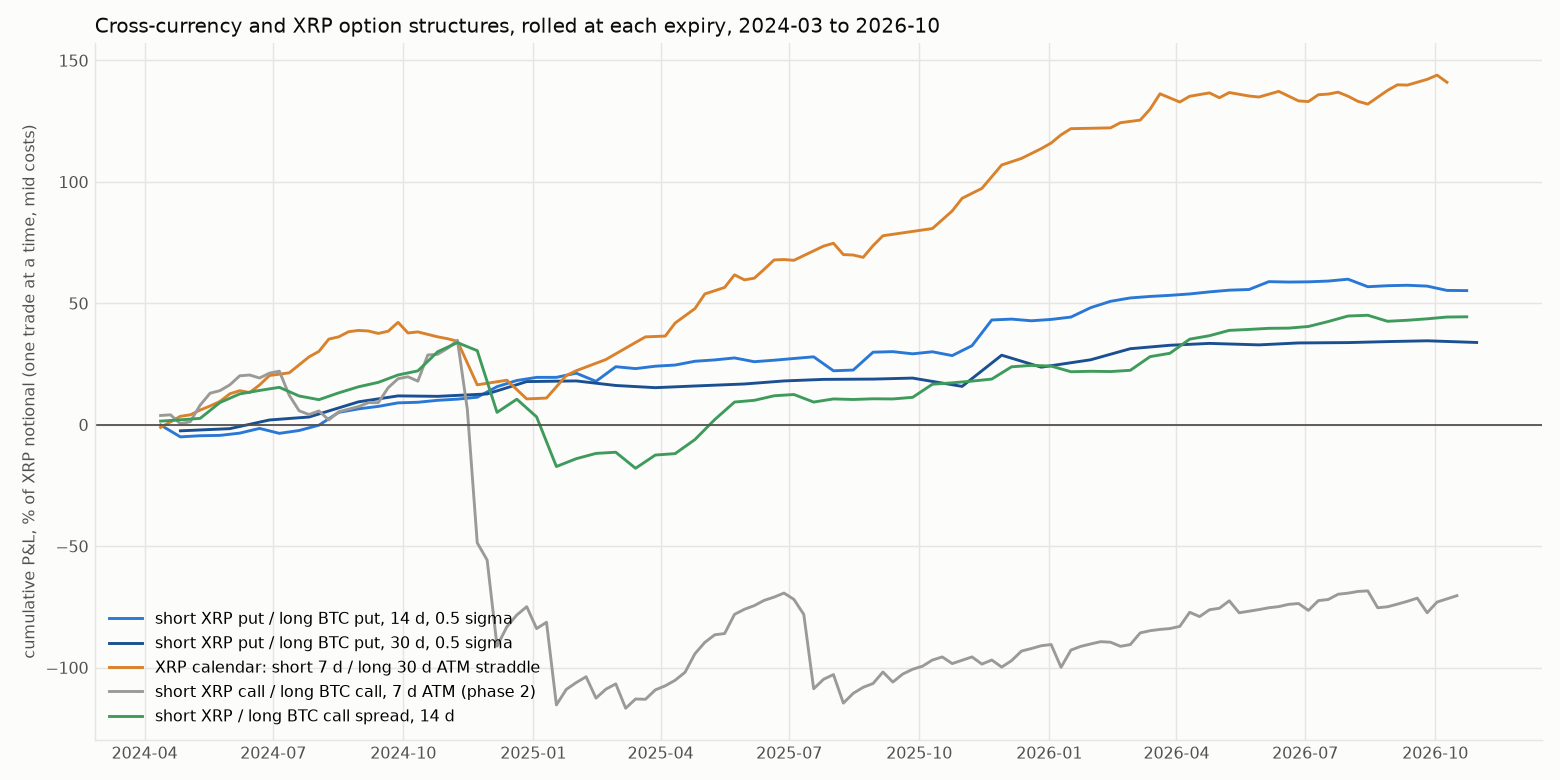 Cross-currency and XRP option structures, rolled at each expiry, 2024-03 to 2026-10
cumulative P&L, % of XRP notional (one trade at a time, mid costs)
150
100
50
0
−50
−100
short XRP put / long BTC put, 14 d, 0.5 sigma
short XRP put / long BTC put, 30 d, 0.5 sigma
XRP calendar: short 7 d / long 30 d ATM straddle
short XRP call / long BTC call, 7 d ATM (phase 2)
short XRP / long BTC call spread, 14 d
2024-04
2024-07
2024-10
2025-01
2025-04
2025-07
2025-10
2026-01
2026-04
2026-07
2026-10